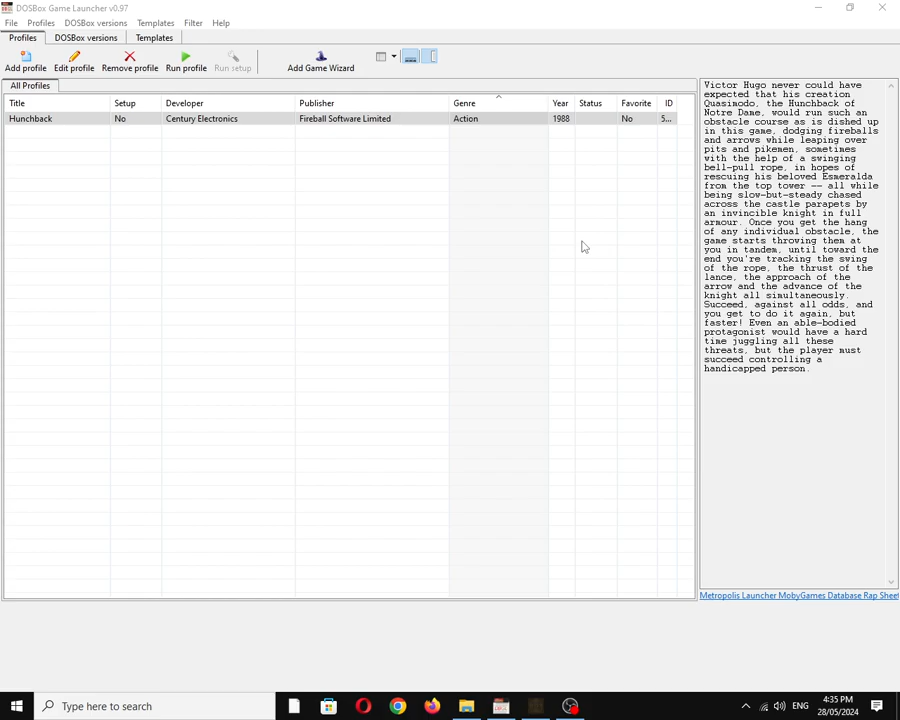 DOSBox Game Launcher v0.97
File Profiles DOSBox versions Templates Filter Help
Profiles DOSBox versions Templates
Add profile Edit profile Remove profile Run profile Run setup Add Game Wizard
All Profiles
Title Setup Developer Publisher Genre Year Status Favorite ID
Hunchback No Century Electronics Fireball Software Limited Action 1988 No 5...
Victor Hugo never could have
expected that his creation
Quasimodo, the Hunchback of
Notre Dame, would run such an
obstacle course as is dished up
in this game, dodging fireballs
and arrows while leaping over
pits and pikemen, sometimes
with the help of a swinging
bell-pull rope, in hopes of
rescuing his beloved Esmeralda
from the top tower -- all while
being slow-but-steady chased
across the castle parapets by
an invincible knight in full
armour. Once you get the hang
of any individual obstacle, the
game starts throwing them at
you in tandem, until toward the
end you're tracking the swing
of the rope, the thrust of the
lance, the approach of the
arrow and the advance of the
knight all simultaneously.
Succeed, against all odds, and
you get to do it again, but
faster! Even an able-bodied
protagonist would have a hard
time juggling all these
threats, but the player must
succeed controlling a
handicapped person.
Metropolis Launcher MobyGames Database Rap Sheet
Type here to search
ENG
4:35 PM
28/05/2024